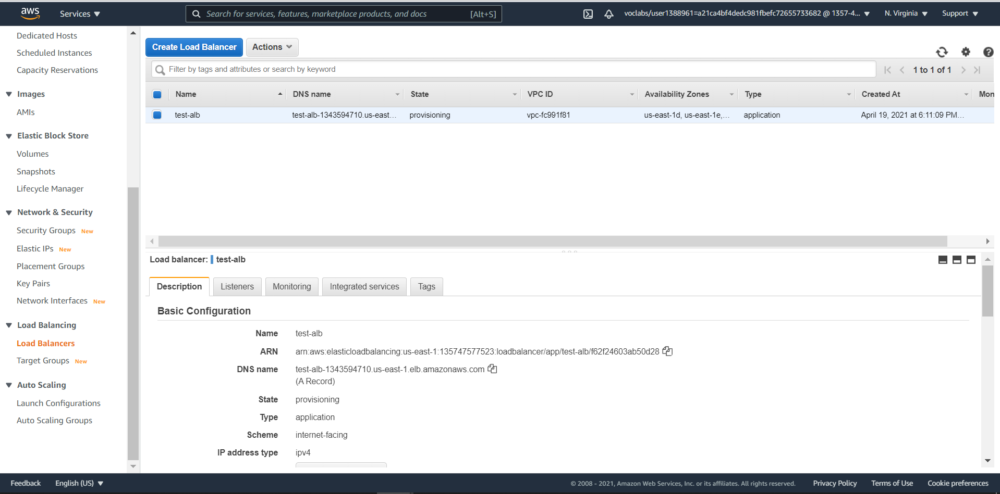 aws
Services
Search for services, features, marketplace products, and docs [Alt+S]
voclabs/user1388961=a21ca4bf4dedc981fbefc72655733682 @ 1357-4...
N. Virginia
Support
Dedicated Hosts
Scheduled Instances
Capacity Reservations
Images
AMIs
Elastic Block Store
Volumes
Snapshots
Lifecycle Manager
Network & Security
Security Groups New
Elastic IPs New
Placement Groups
Key Pairs
Network Interfaces New
Load Balancing
Load Balancers
Target Groups New
Auto Scaling
Launch Configurations
Auto Scaling Groups
Create Load Balancer Actions
Filter by tags and attributes or search by keyword
1 to 1 of 1
Name DNS name State VPC ID Availability Zones Type Created At Mon
test-alb test-alb-1343594710.us-east... provisioning vpc-fc991f81 us-east-1d, us-east-1e,... application April 19, 2021 at 6:11:09 PM...
Load balancer: test-alb
Description Listeners Monitoring Integrated services Tags
Basic Configuration
Name test-alb
ARN arn:aws:elasticloadbalancing:us-east-1:135747577523:loadbalancer/app/test-alb/f62f24603ab50d28
DNS name test-alb-1343594710.us-east-1.elb.amazonaws.com
(A Record)
State provisioning
Type application
Scheme internet-facing
IP address type ipv4
Feedback English (US) © 2008 - 2021, Amazon Web Services, Inc. or its affiliates. All rights reserved. Privacy Policy Terms of Use Cookie preferences